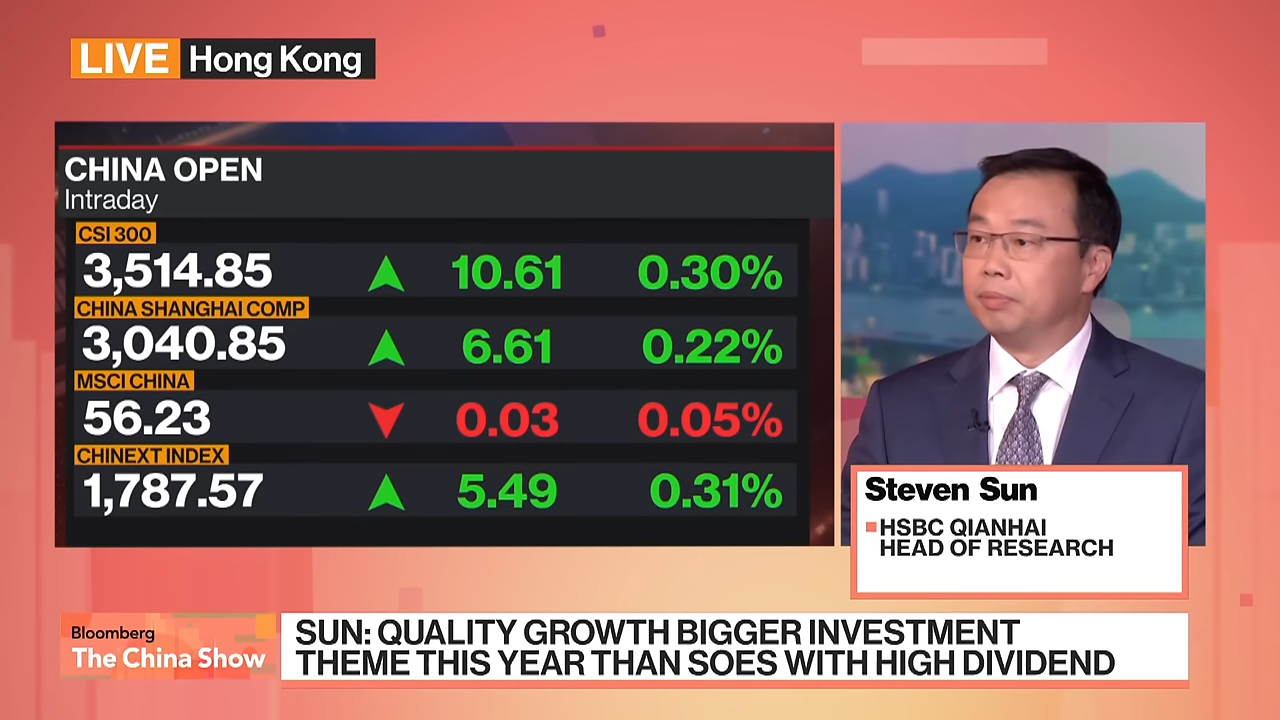 LIVE Hong Kong
CHINA OPEN
Intraday
CSI 300
3,514.85 10.61 0.30%
CHINA SHANGHAI COMP
3,040.85 6.61 0.22%
MSCI CHINA
56.23 0.03 0.05%
CHINEXT INDEX
1,787.57 5.49 0.31%
Steven Sun
HSBC QIANHAI
HEAD OF RESEARCH
Bloomberg
The China Show
SUN: QUALITY GROWTH BIGGER INVESTMENT
THEME THIS YEAR THAN SOES WITH HIGH DIVIDEND